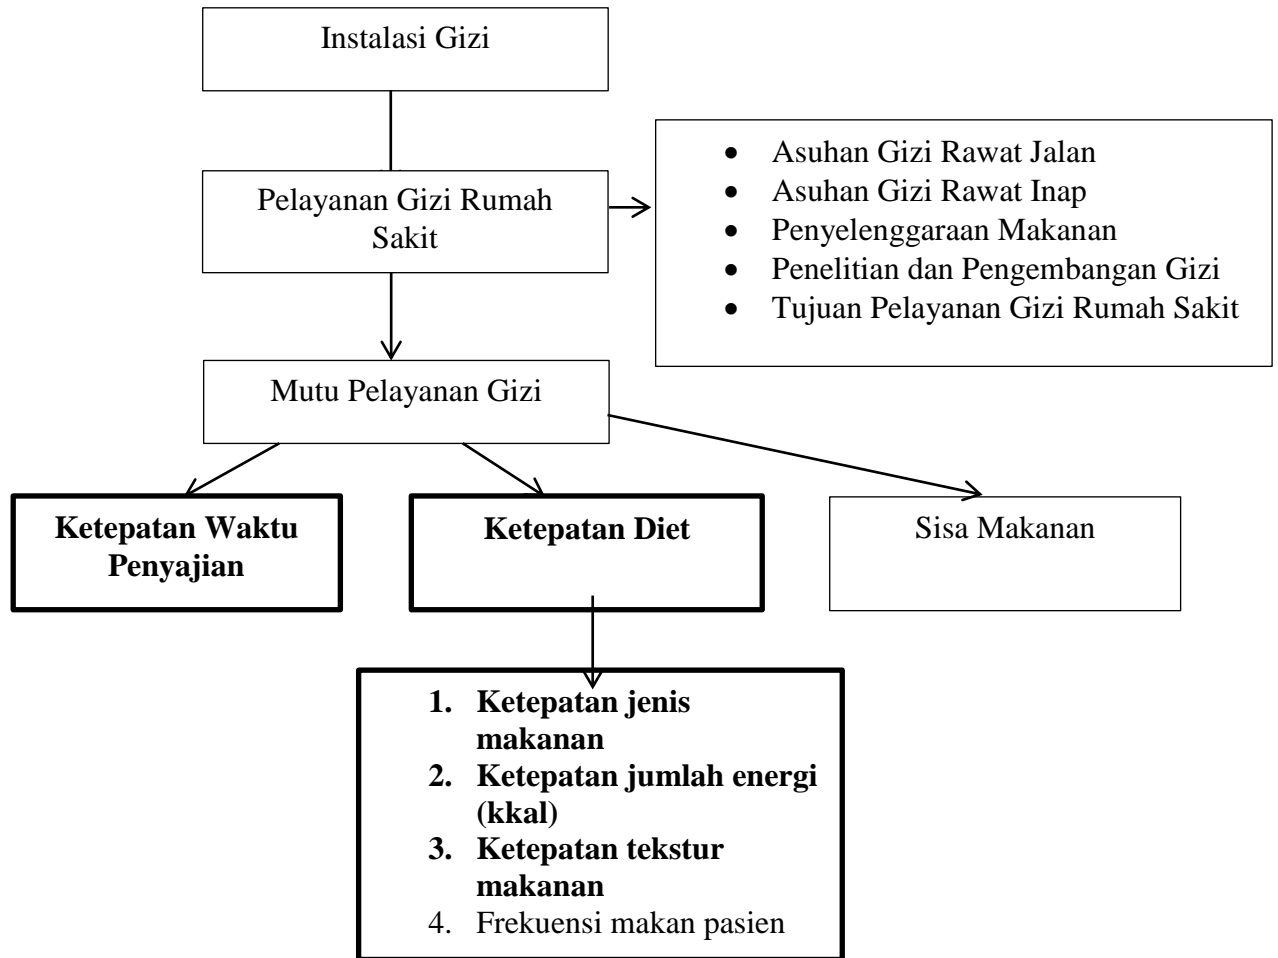 Instalasi Gizi
Pelayanan Gizi Rumah
Sakit
• Asuhan Gizi Rawat Jalan
• Asuhan Gizi Rawat Inap
• Penyelenggaraan Makanan
• Penelitian dan Pengembangan Gizi
• Tujuan Pelayanan Gizi Rumah Sakit
Mutu Pelayanan Gizi
Ketepatan Waktu
Penyajian
Ketepatan Diet
Sisa Makanan
1. Ketepatan jenis
makanan
2. Ketepatan jumlah energi
(kkal)
3. Ketepatan tekstur
makanan
4. Frekuensi makan pasien